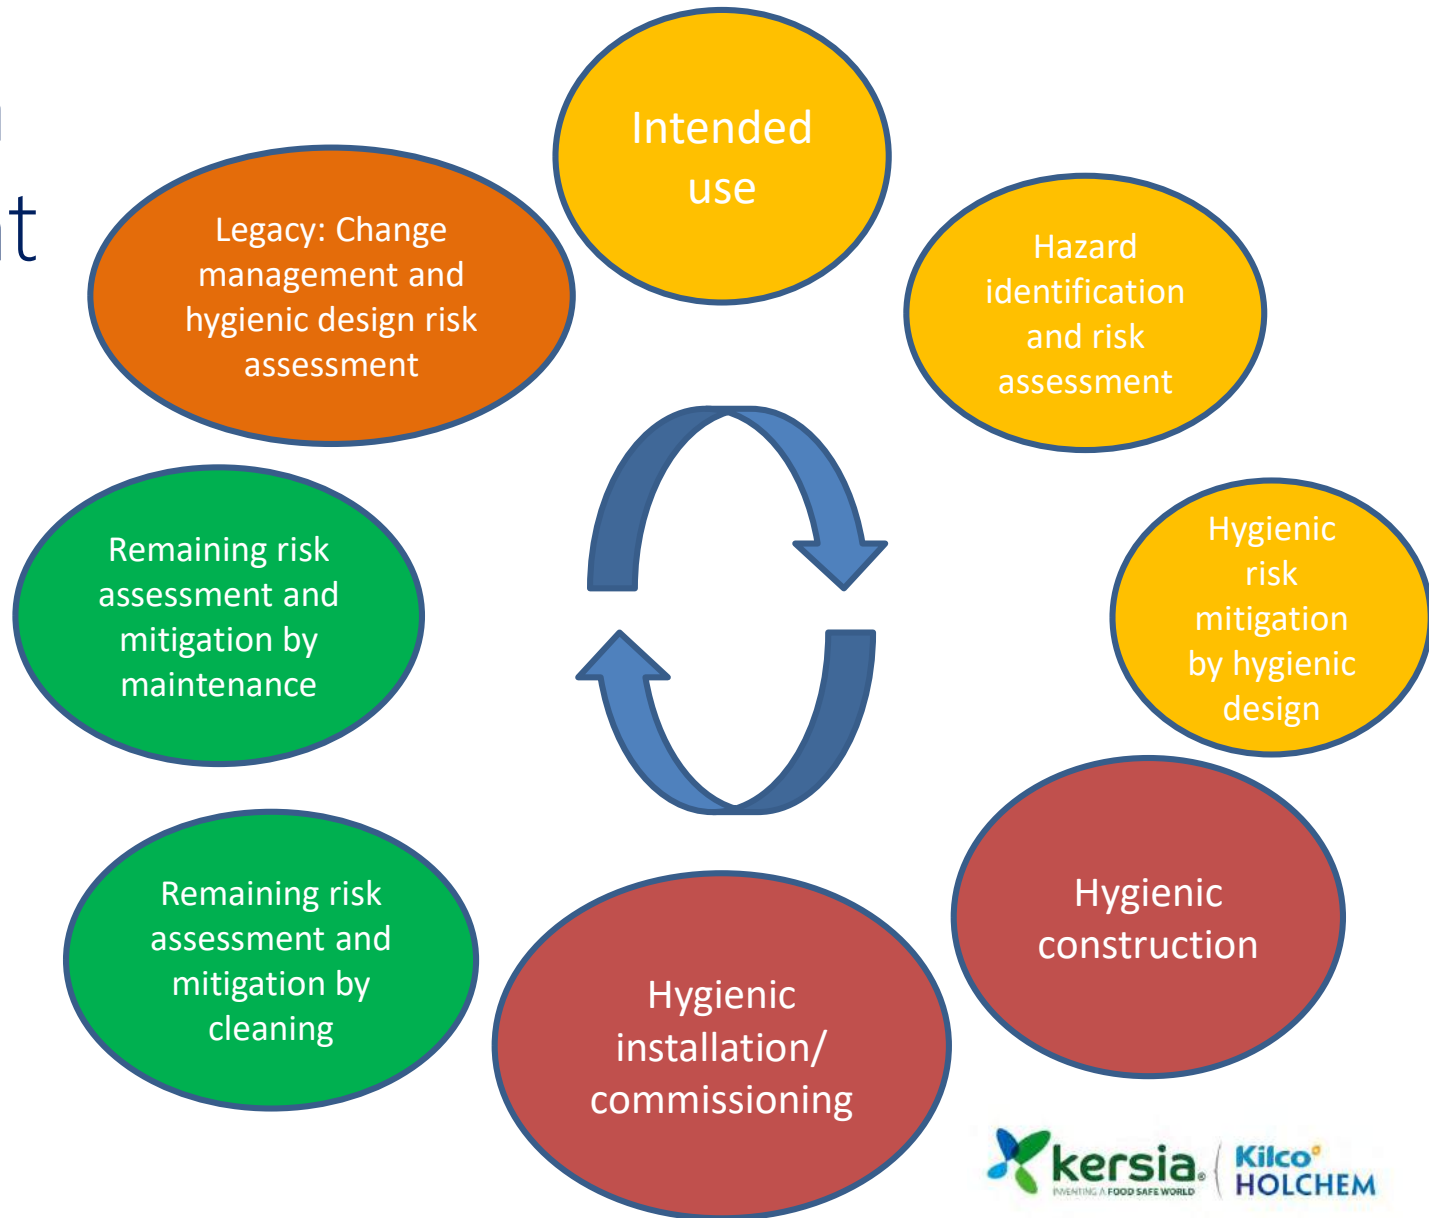 Intended
use
Hazard
identification
and risk
assessment
Hygienic
risk
mitigation
by hygienic
design
Hygienic
construction
Hygienic
installation/
commissioning
Remaining risk
assessment and
mitigation by
cleaning
Remaining risk
assessment and
mitigation by
maintenance
Legacy: Change
management and
hygienic design risk
assessment
kersia®
INVENTING A FOOD SAFE WORLD
Kilco
HOLCHEM